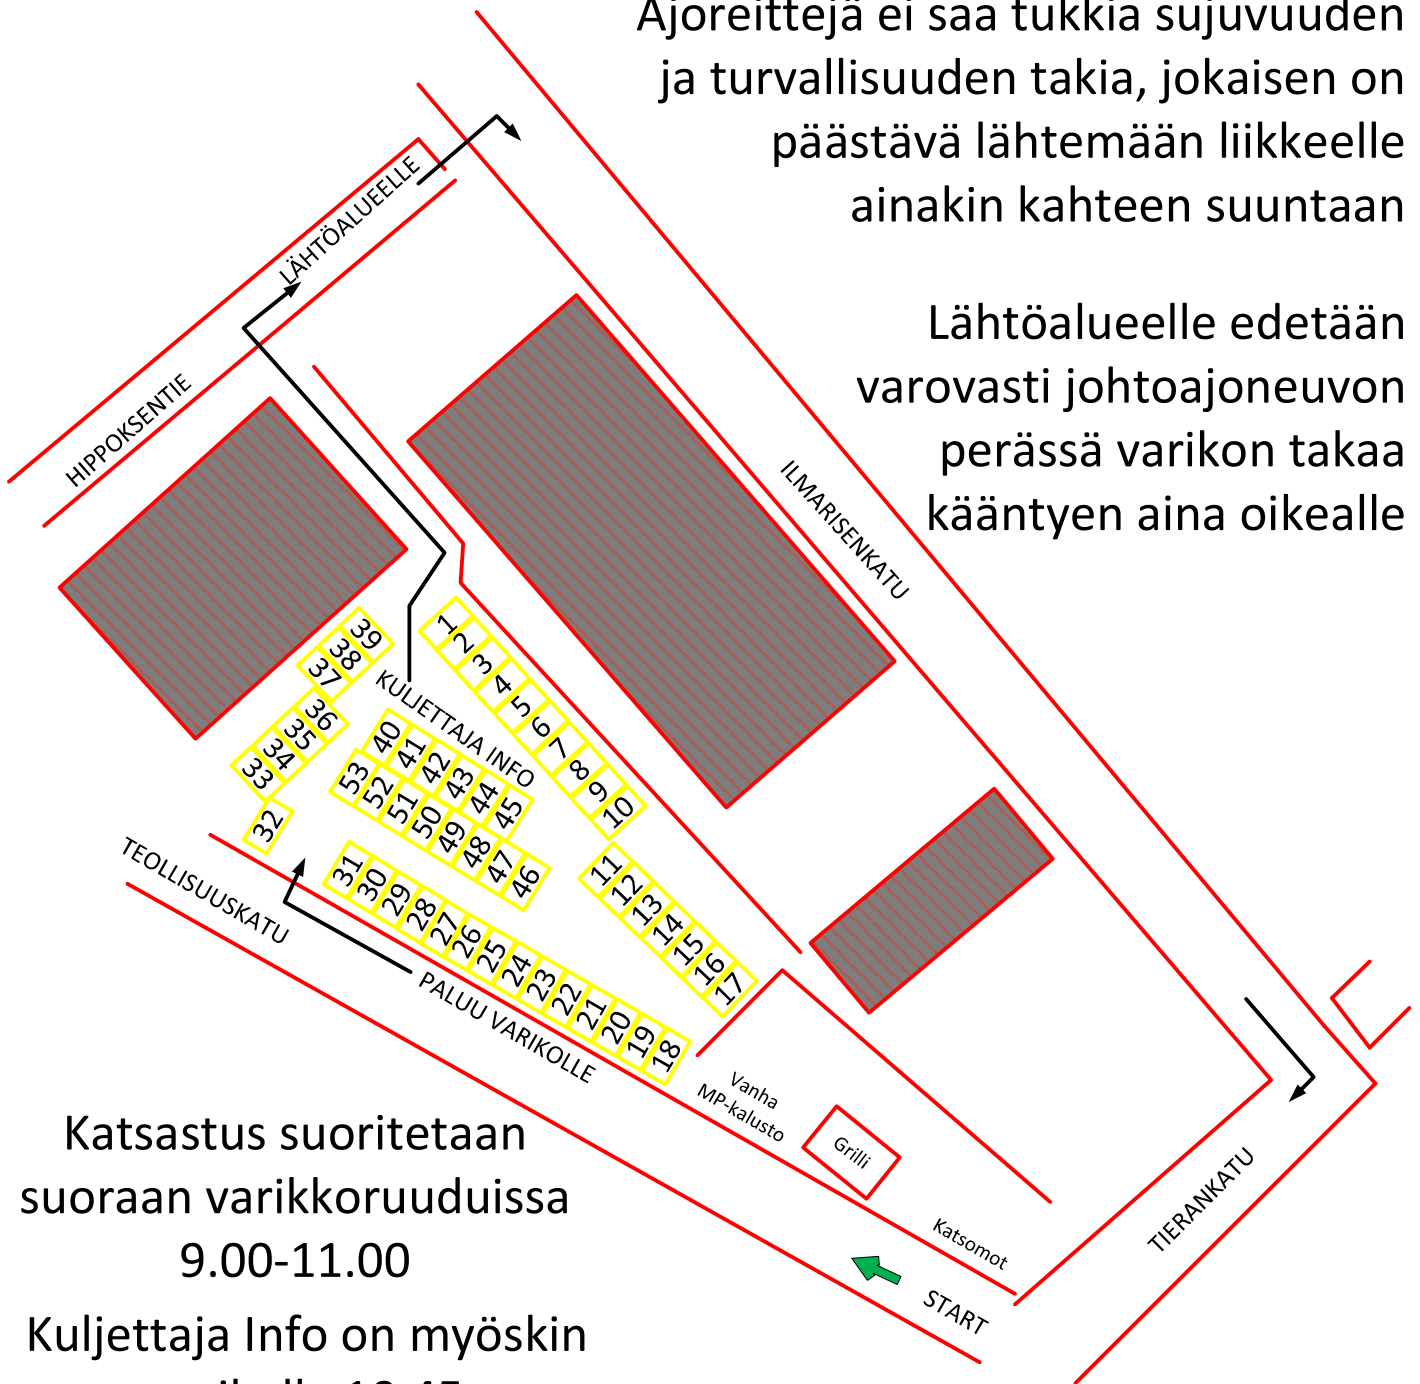 Ajoreittejä ei saa tukkia sujuvuuden
ja turvallisuuden takia, jokaisen on
päästävä lähtemään liikkeelle
ainakin kahteen suuntaan
Lähtöalueelle edetään
varovasti johtoajoneuvon
perässä varikon takaa
kääntyen aina oikealle
LÄHTÖALUEELLE
HIPPOKSENTIE
ILMARISENKATU
1
2
3
4
5
6
7
8
9
10
39
38
37
36
35
34
33
32
KULJETTAJA INFO
40
41
42
43
44
45
53
52
51
50
49
48
47
46
11
12
13
14
15
16
17
31
30
29
28
27
26
25
24
23
22
21
20
19
18
TEOLLISUUSKATU
PALUU VARIKOLLE
Vanha
MP-kalusto
Grilli
Katsomot
START
TIERANKATU
Katsastus suoritetaan
suoraan varikkoruuduissa
9.00-11.00
Kuljettaja Info on myöskin